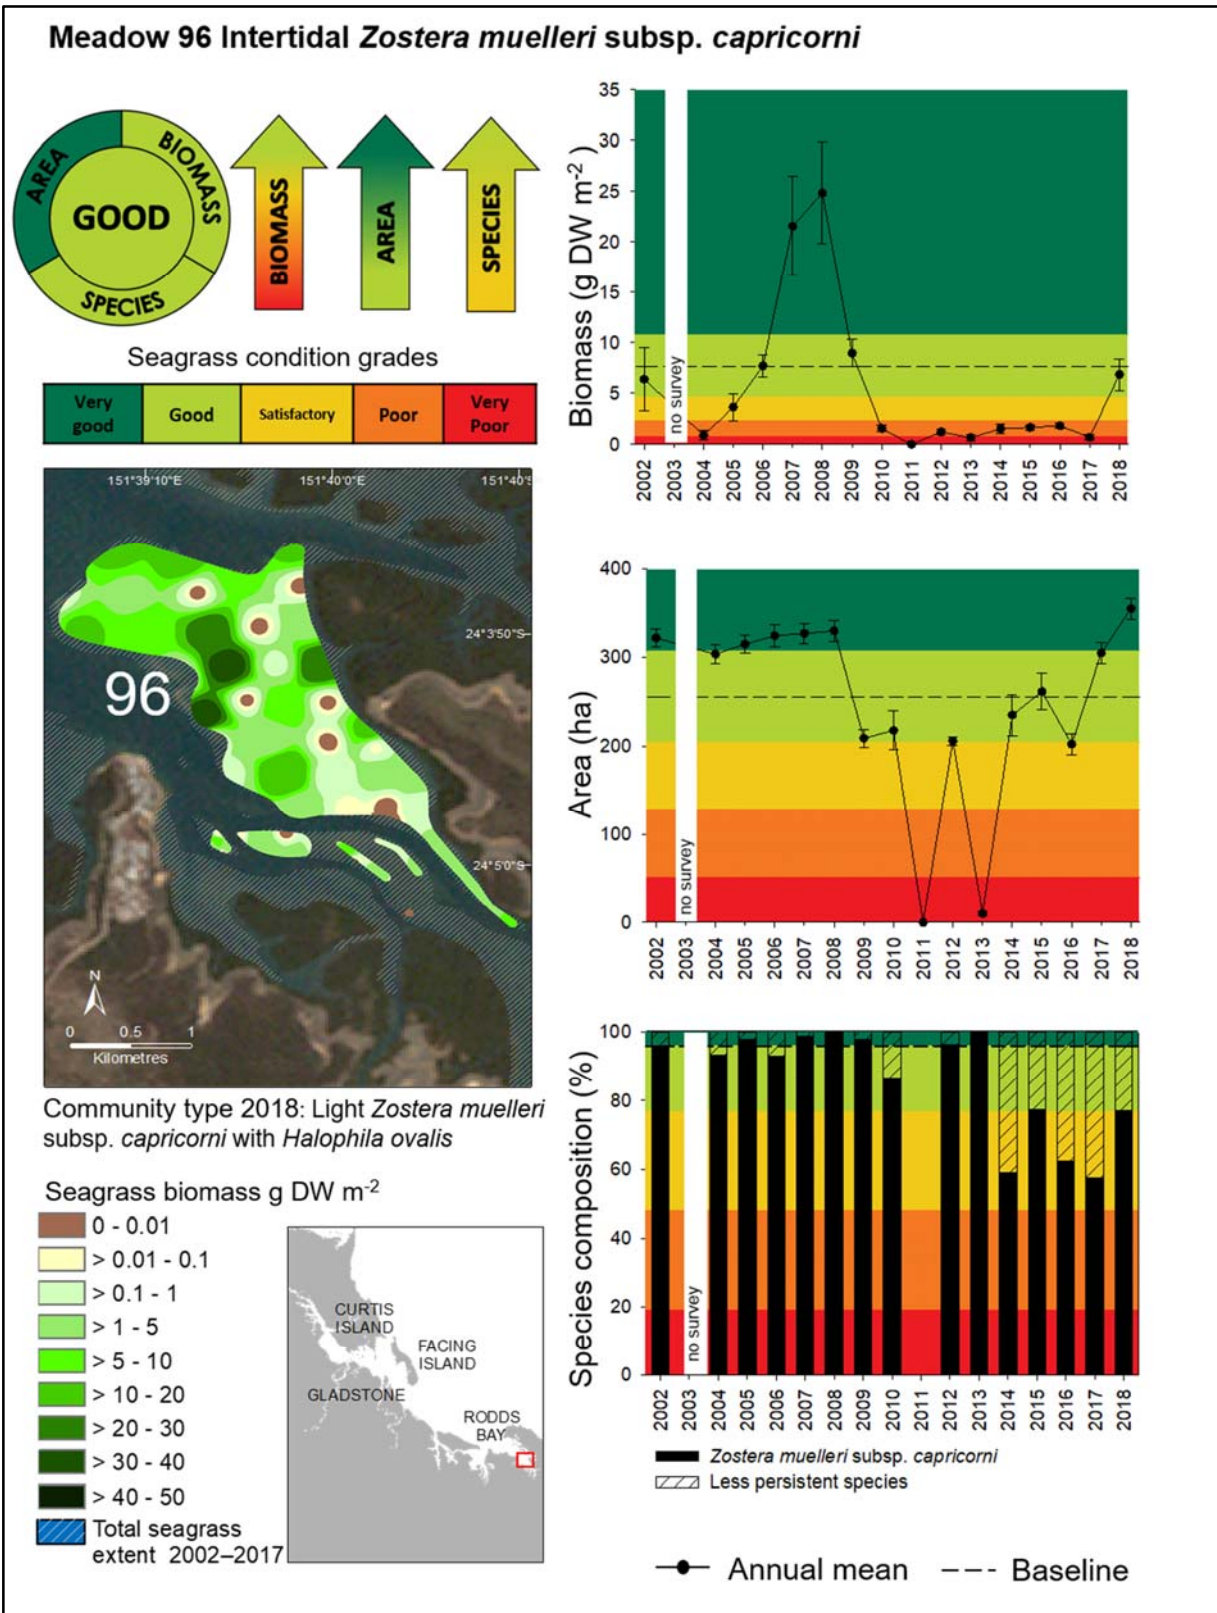 Meadow 96 Intertidal Zostera muelleri subsp. capricorni
AREA
BIOMASS
GOOD
SPECIES
BIOMASS
AREA
SPECIES
Seagrass condition grades
Very good
Good
Satisfactory
Poor
Very Poor
151°39'10"E
151°40'0"E
151°40'5
24°3'50"S
24°5'0"S
96
N
0 0.5 1
Kilometres
Community type 2018: Light Zostera muelleri
subsp. capricorni with Halophila ovalis
Seagrass biomass g DW m-2
0 - 0.01
> 0.01 - 0.1
> 0.1 - 1
> 1 - 5
> 5 - 10
> 10 - 20
> 20 - 30
> 30 - 40
> 40 - 50
Total seagrass
extent 2002–2017
CURTIS
ISLAND
FACING
ISLAND
GLADSTONE
RODDS
BAY
Biomass (g DW m-2 )
35
30
25
20
15
10
5
0
no survey
2002 2003 2004 2005 2006 2007 2008 2009 2010 2011 2012 2013 2014 2015 2016 2017 2018
Area (ha)
400
300
200
100
0
no survey
2002 2003 2004 2005 2006 2007 2008 2009 2010 2011 2012 2013 2014 2015 2016 2017 2018
Species composition (%)
100
80
60
40
20
0
no survey
2002 2003 2004 2005 2006 2007 2008 2009 2010 2011 2012 2013 2014 2015 2016 2017 2018
Zostera muelleri subsp. capricorni
Less persistent species
Annual mean
Baseline